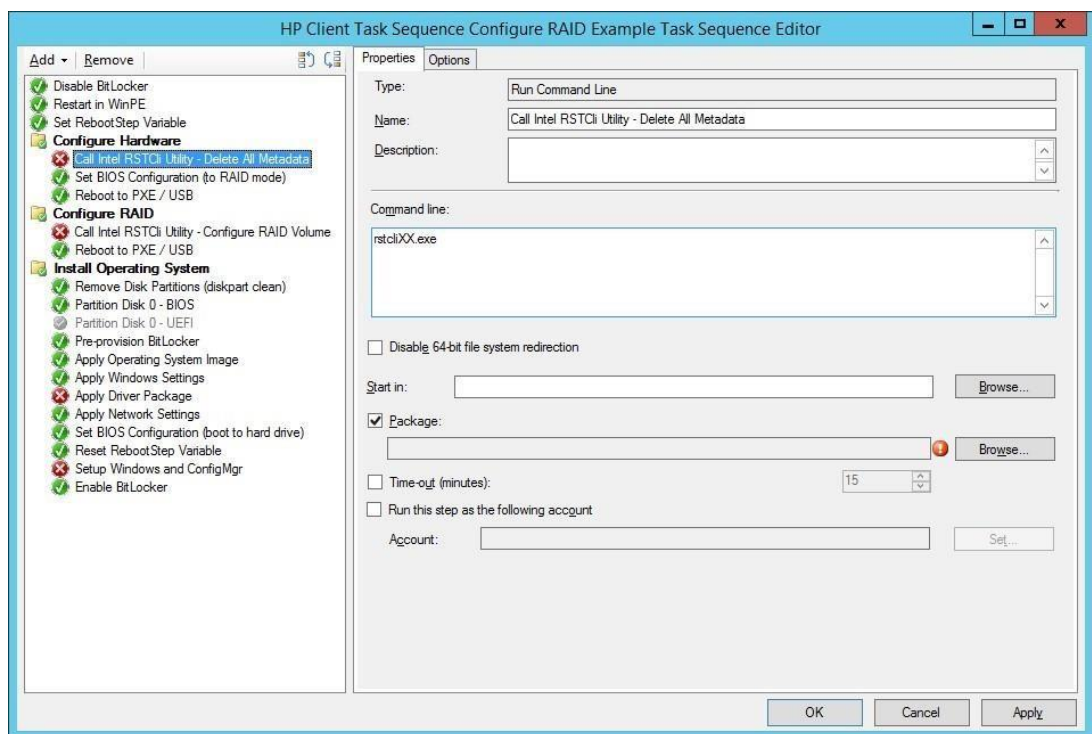 HP Client Task Sequence Configure RAID Example Task Sequence Editor
Add Remove
Disable BitLocker
Restart in WinPE
Set RebootStep Variable
Configure Hardware
Call Intel RSTCli Utility - Delete All Metadata
Set BIOS Configuration (to RAID mode)
Reboot to PXE / USB
Configure RAID
Call Intel RSTCli Utility - Configure RAID Volume
Reboot to PXE / USB
Install Operating System
Remove Disk Partitions (diskpart clean)
Partition Disk 0 - BIOS
Partition Disk 0 - UEFI
Pre-provision BitLocker
Apply Operating System Image
Apply Windows Settings
Apply Driver Package
Apply Network Settings
Set BIOS Configuration (boot to hard drive)
Reset RebootStep Variable
Setup Windows and ConfigMgr
Enable BitLocker
Properties Options
Type: Run Command Line
Name: Call Intel RSTCli Utility - Delete All Metadata
Description:
Command line:
rstcliXX.exe
Disable 64-bit file system redirection
Start in: Browse...
Package:
Browse...
Time-out (minutes): 15
Run this step as the following account
Account: Set...
OK Cancel Apply